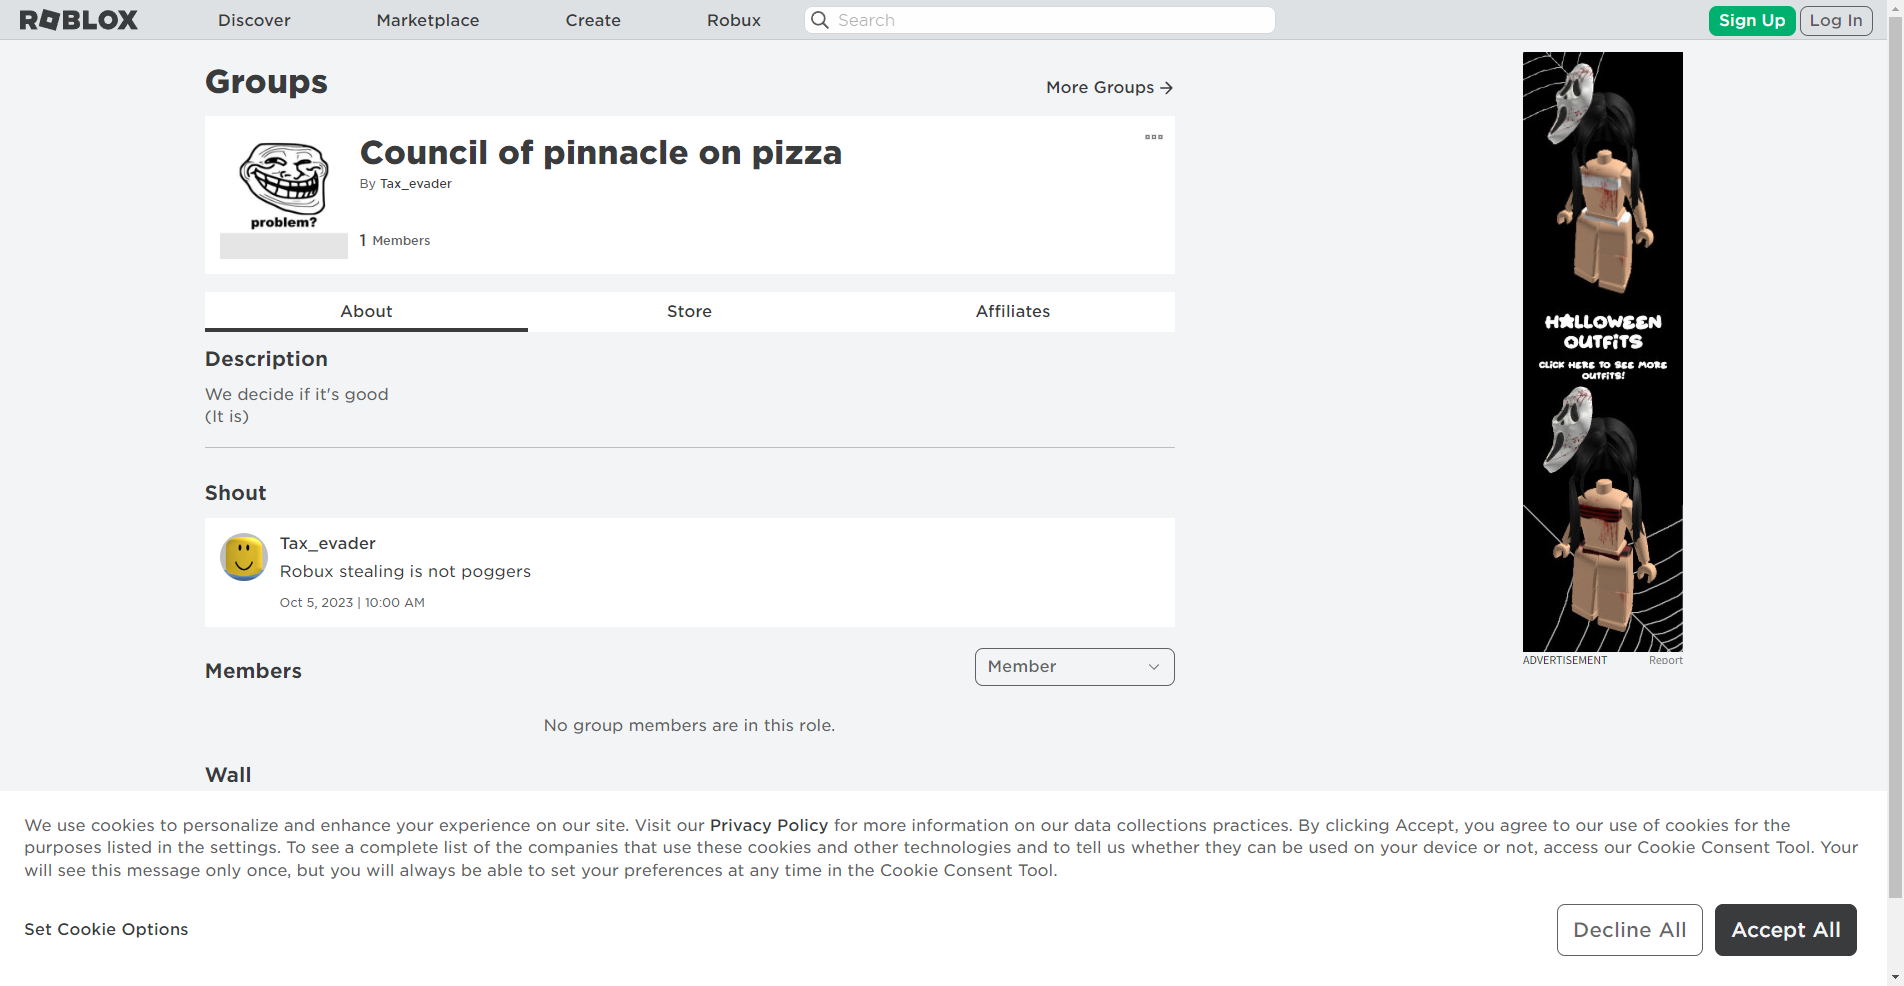 ROBLOX
Discover
Marketplace
Create
Robux
Search
Sign Up
Log In
Groups
More Groups →
problem?
Council of pinnacle on pizza
By Tax_evader
1 Members
About
Store
Affiliates
Description
We decide if it's good
(It is)
Shout
Tax_evader
Robux stealing is not poggers
Oct 5, 2023 | 10:00 AM
Members
Member
No group members are in this role.
Wall
HALLOWEEN
OUTFiTS
CLiCK HERE TO SEE MORE
OUTFiTS!
ADVERTISEMENT
Report
We use cookies to personalize and enhance your experience on our site. Visit our Privacy Policy for more information on our data collections practices. By clicking Accept, you agree to our use of cookies for the
purposes listed in the settings. To see a complete list of the companies that use these cookies and other technologies and to tell us whether they can be used on your device or not, access our Cookie Consent Tool. Your
will see this message only once, but you will always be able to set your preferences at any time in the Cookie Consent Tool.
Set Cookie Options
Decline All
Accept All